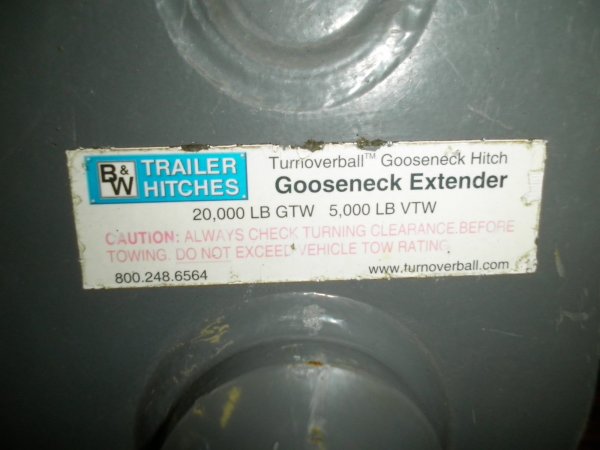 B&W TRAILER HITCHES
Turnoverball™ Gooseneck Hitch
Gooseneck Extender
20,000 LB GTW 5,000 LB VTW
CAUTION: ALWAYS CHECK TURNING CLEARANCE.BEFORE
TOWING. DO NOT EXCEED VEHICLE TOW RATING.
800.248.6564 www.turnoverball.com